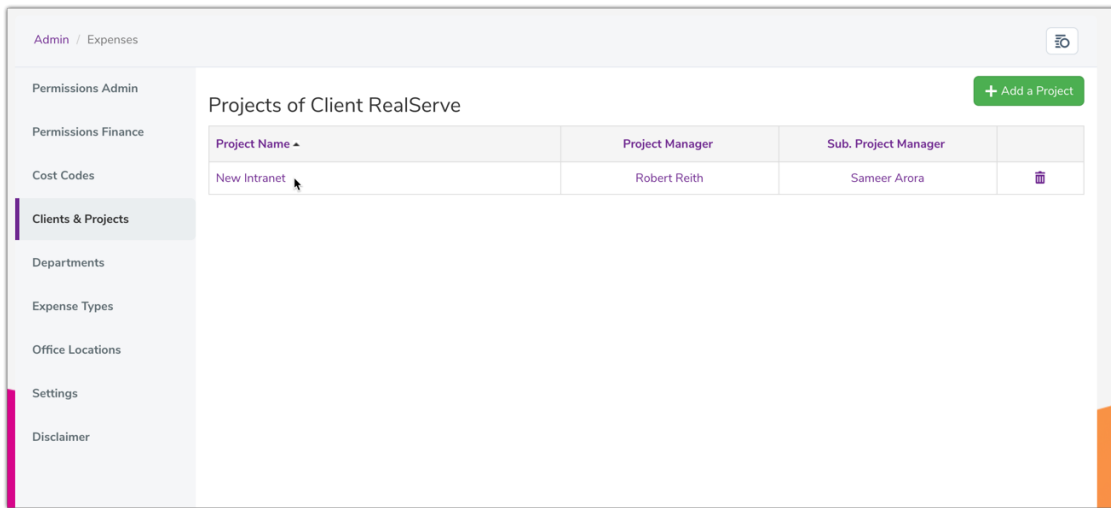 Admin / Expenses
Permissions Admin
Permissions Finance
Cost Codes
Clients & Projects
Departments
Expense Types
Office Locations
Settings
Disclaimer
Projects of Client RealServe
+ Add a Project
Project Name Project Manager Sub. Project Manager
New Intranet Robert Reith Sameer Arora